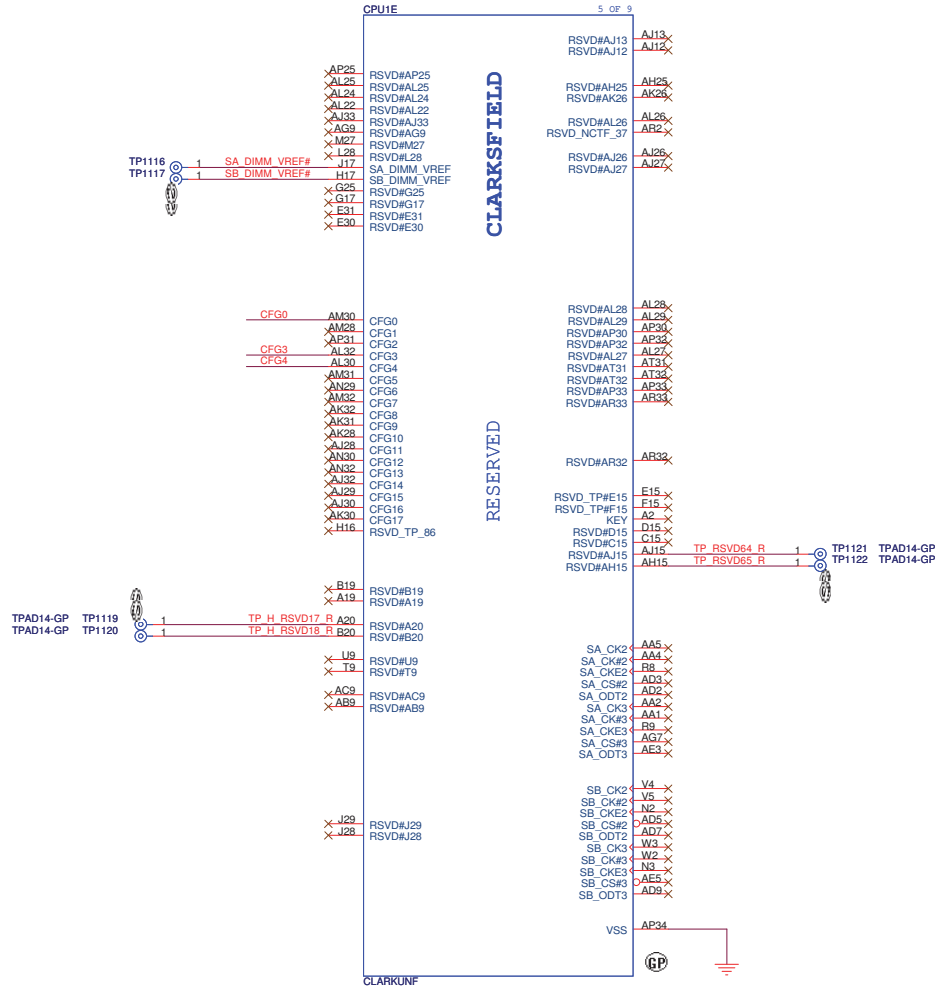 CPU1E
5 OF 9
CLARKSFIELD
RESERVED
AP25 RSVD#AP25
AL25 RSVD#AL25
AL24 RSVD#AL24
AL22 RSVD#AL22
AJ33 RSVD#AJ33
AG9 RSVD#AG9
M27 RSVD#M27
L28 RSVD#L28
TP1116 1 SA_DIMM_VREF# J17 SA_DIMM_VREF
TP1117 1 SB_DIMM_VREF# H17 SB_DIMM_VREF
G25 RSVD#G25
G17 RSVD#G17
E31 RSVD#E31
E30 RSVD#E30
CFG0 AM30 CFG0
AM28 CFG1
AP31 CFG2
CFG3 AL32 CFG3
CFG4 AL30 CFG4
AM31 CFG5
AN29 CFG6
AM32 CFG7
AK32 CFG8
AK31 CFG9
AK28 CFG10
AJ28 CFG11
AN30 CFG12
AN32 CFG13
AJ32 CFG14
AJ29 CFG15
AJ30 CFG16
AK30 CFG17
H16 RSVD_TP_86
B19 RSVD#B19
A19 RSVD#A19
TPAD14-GP TP1119 1 TP_H_RSVD17_R A20 RSVD#A20
TPAD14-GP TP1120 1 TP_H_RSVD18_R B20 RSVD#B20
U9 RSVD#U9
T9 RSVD#T9
AC9 RSVD#AC9
AB9 RSVD#AB9
J29 RSVD#J29
J28 RSVD#J28
RSVD#AJ13 AJ13
RSVD#AJ12 AJ12
RSVD#AH25 AH25
RSVD#AK26 AK26
RSVD#AL26 AL26
RSVD_NCTF_37 AR2
RSVD#AJ26 AJ26
RSVD#AJ27 AJ27
RSVD#AL28 AL28
RSVD#AL29 AL29
RSVD#AP30 AP30
RSVD#AP32 AP32
RSVD#AL27 AL27
RSVD#AT31 AT31
RSVD#AT32 AT32
RSVD#AP33 AP33
RSVD#AR33 AR33
RSVD#AR32 AR32
RSVD_TP#E15 E15
RSVD_TP#F15 F15
KEY A2
RSVD#D15 D15
RSVD#C15 C15
RSVD#AJ15 AJ15 TP_RSVD64_R 1 TP1121 TPAD14-GP
RSVD#AH15 AH15 TP_RSVD65_R 1 TP1122 TPAD14-GP
SA_CK2 AA5
SA_CK#2 AA4
SA_CKE2 R8
SA_CS#2 AD3
SA_ODT2 AD2
SA_CK3 AA2
SA_CK#3 AA1
SA_CKE3 R9
SA_CS#3 AG7
SA_ODT3 AE3
SB_CK2 V4
SB_CK#2 V5
SB_CKE2 N2
SB_CS#2 AD5
SB_ODT2 AD7
SB_CK3 W3
SB_CK#3 W2
SB_CKE3 N3
SB_CS#3 AE5
SB_ODT3 AD9
VSS AP34
GP
CLARKUNF